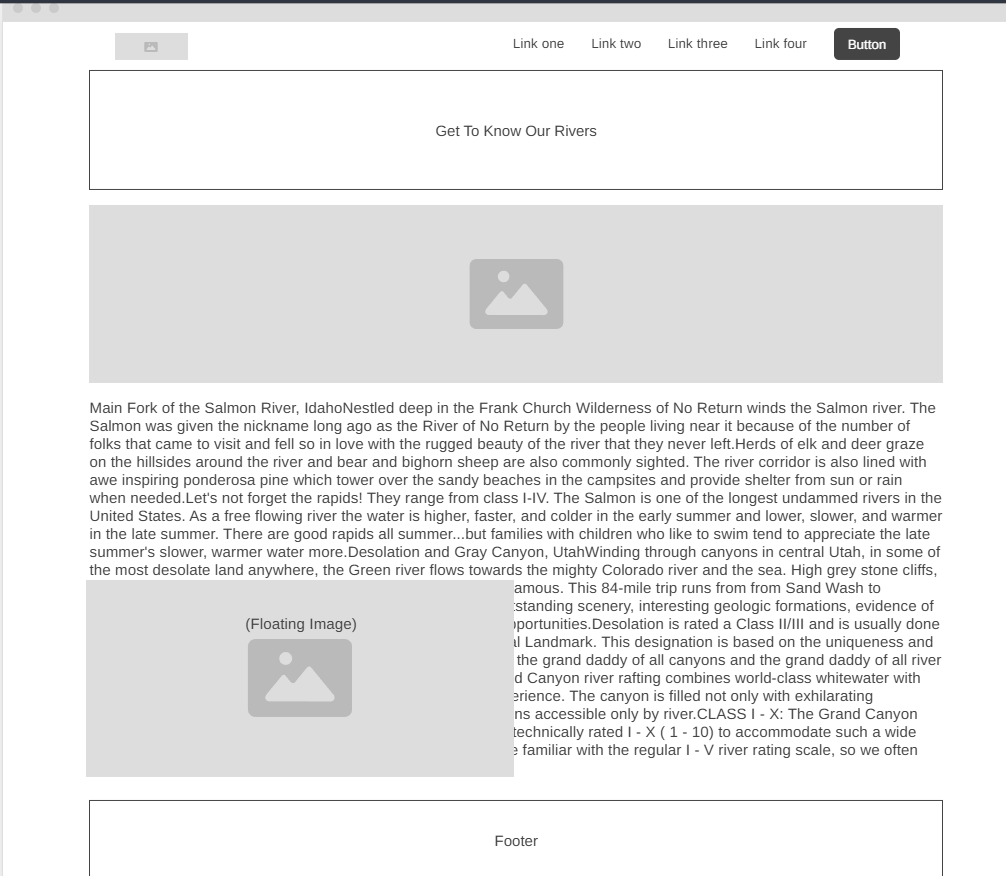 Link one Link two Link three Link four Button
Get To Know Our Rivers
Main Fork of the Salmon River, IdahoNestled deep in the Frank Church Wilderness of No Return winds the Salmon river. The
Salmon was given the nickname long ago as the River of No Return by the people living near it because of the number of
folks that came to visit and fell so in love with the rugged beauty of the river that they never left.Herds of elk and deer graze
on the hillsides around the river and bear and bighorn sheep are also commonly sighted. The river corridor is also lined with
awe inspiring ponderosa pine which tower over the sandy beaches in the campsites and provide shelter from sun or rain
when needed.Let's not forget the rapids! They range from class I-IV. The Salmon is one of the longest undammed rivers in the
United States. As a free flowing river the water is higher, faster, and colder in the early summer and lower, slower, and warmer
in the late summer. There are good rapids all summer...but families with children who like to swim tend to appreciate the late
summer's slower, warmer water more.Desolation and Gray Canyon, UtahWinding through canyons in central Utah, in some of
the most desolate land anywhere, the Green river flows towards the mighty Colorado river and the sea. High grey stone cliffs,
amous. This 84-mile trip runs from from Sand Wash to
tstanding scenery, interesting geologic formations, evidence of
(Floating Image)
pportunities.Desolation is rated a Class II/III and is usually done
al Landmark. This designation is based on the uniqueness and
the grand daddy of all canyons and the grand daddy of all river
d Canyon river rafting combines world-class whitewater with
erience. The canyon is filled not only with exhilarating
ns accessible only by river.CLASS I - X: The Grand Canyon
technically rated I - X ( 1 - 10) to accommodate such a wide
e familiar with the regular I - V river rating scale, so we often
Footer